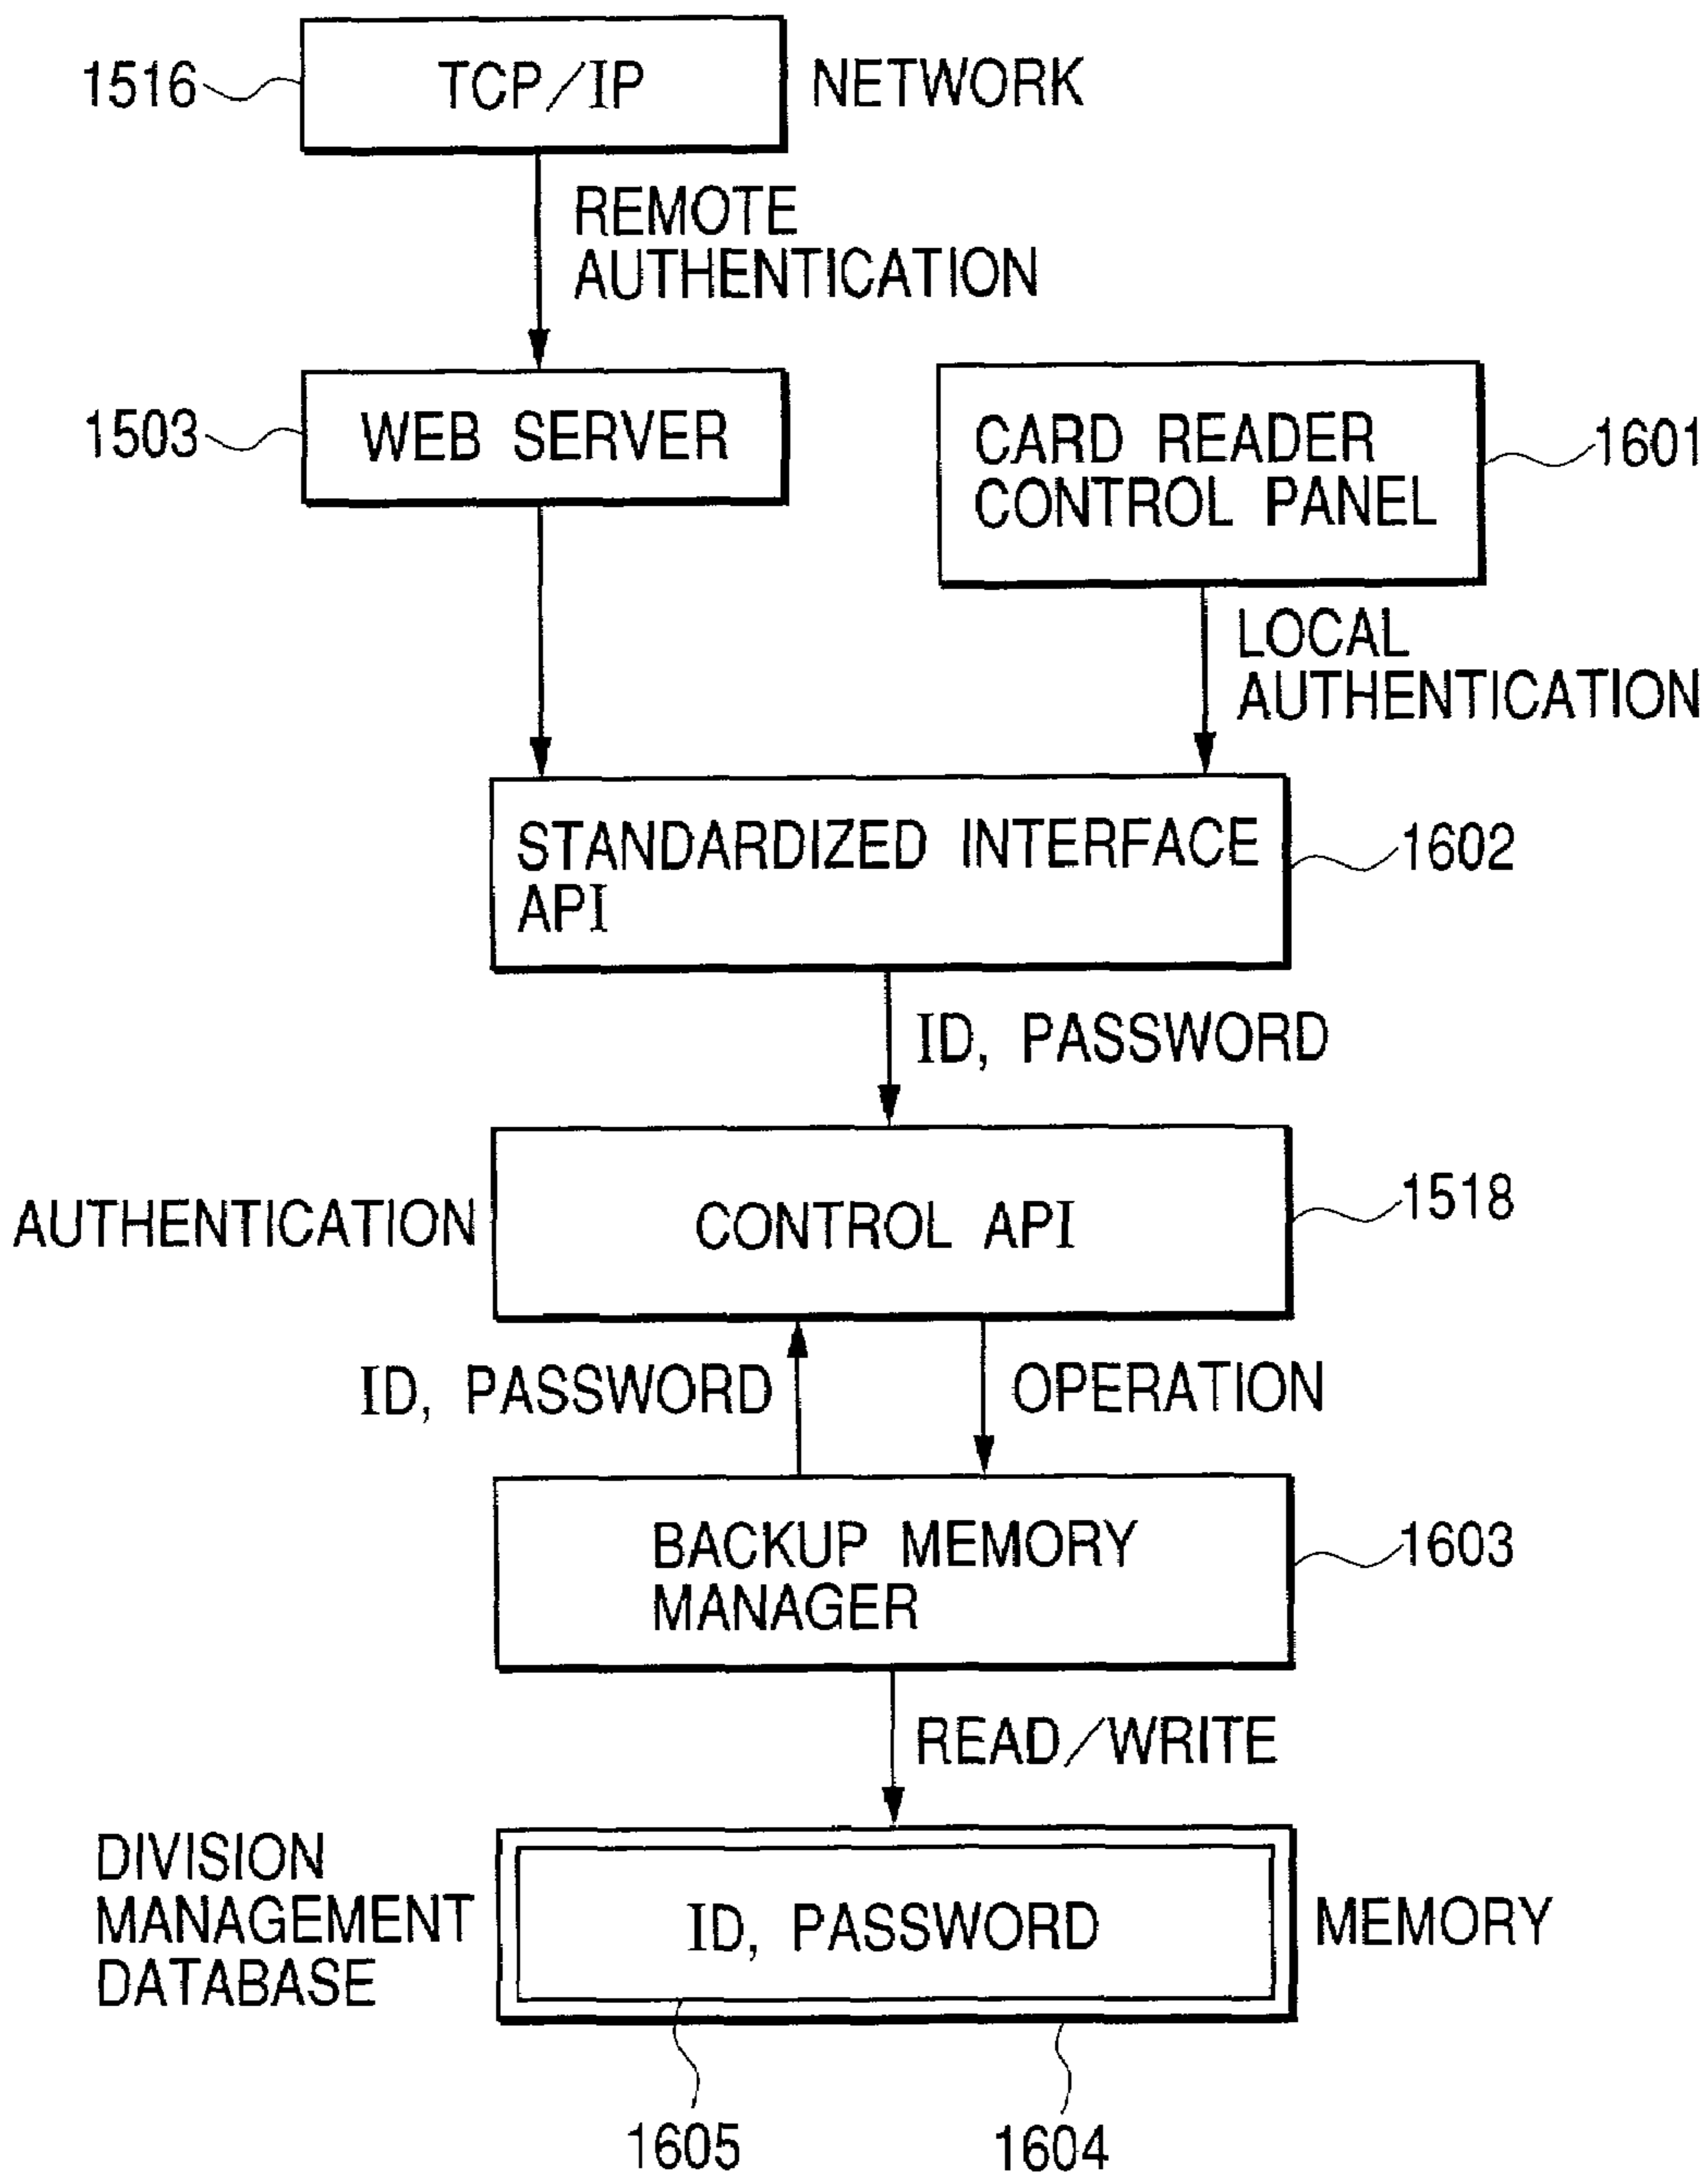 1516
TCP/IP
NETWORK
REMOTE
AUTHENTICATION
1503
WEB SERVER
CARD READER
CONTROL PANEL
1601
LOCAL
AUTHENTICATION
STANDARDIZED INTERFACE
API
1602
ID, PASSWORD
AUTHENTICATION
CONTROL API
1518
ID, PASSWORD
OPERATION
BACKUP MEMORY
MANAGER
1603
READ/WRITE
DIVISION
MANAGEMENT
DATABASE
ID, PASSWORD
MEMORY
1605
1604